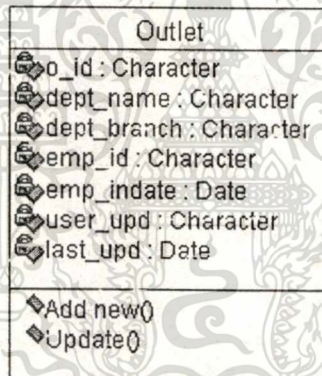 Outlet
o_id : Character
dept_name : Character
dept_branch : Character
emp_id : Character
emp_indate : Date
user_upd : Character
last_upd : Date
Add new()
Update()